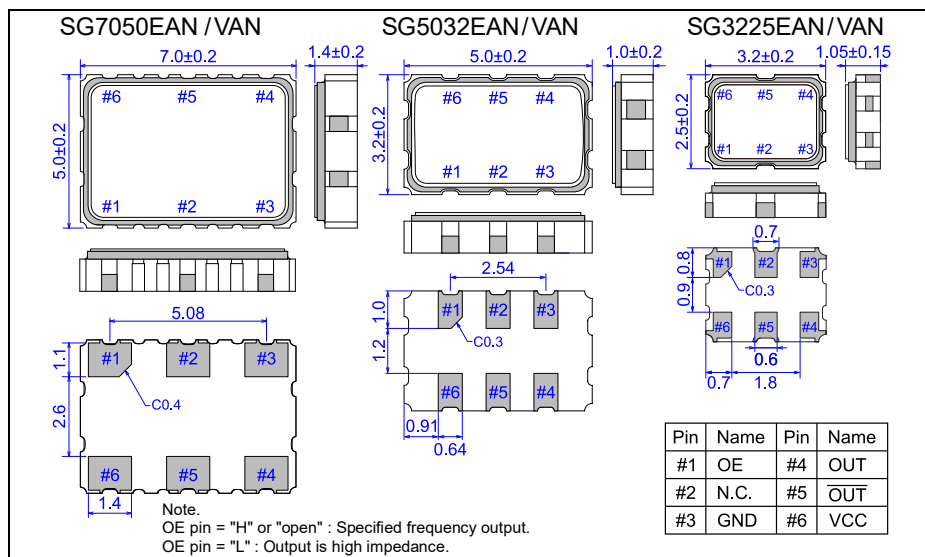 SG7050EAN / VAN
7.0±0.2
1.4±0.2
5.0±0.2
#6 #5 #4
#1 #2 #3
5.08
1.1
2.6
#1 #2 #3
C0.4
#6 #5 #4
1.4
SG5032EAN/ VAN
5.0±0.2
1.0±0.2
3.2±0.2
#6 #5 #4
#1 #2 #3
2.54
1.0
1.2
#1 #2 #3
C0.3
#6 #5 #4
0.91
0.64
SG3225EAN/ VAN
3.2±0.2
1.05±0.15
2.5±0.2
#6 #5 #4
#1 #2 #3
0.7
0.8
0.9
#1 #2 #3
C0.3
#6 #5 #4
0.6
0.7 1.8
Pin Name Pin Name
#1 OE #4 OUT
#2 N.C. #5 O̅U̅T̅
#3 GND #6 VCC
Note.
OE pin = "H" or "open" : Specified frequency output.
OE pin = "L" : Output is high impedance.